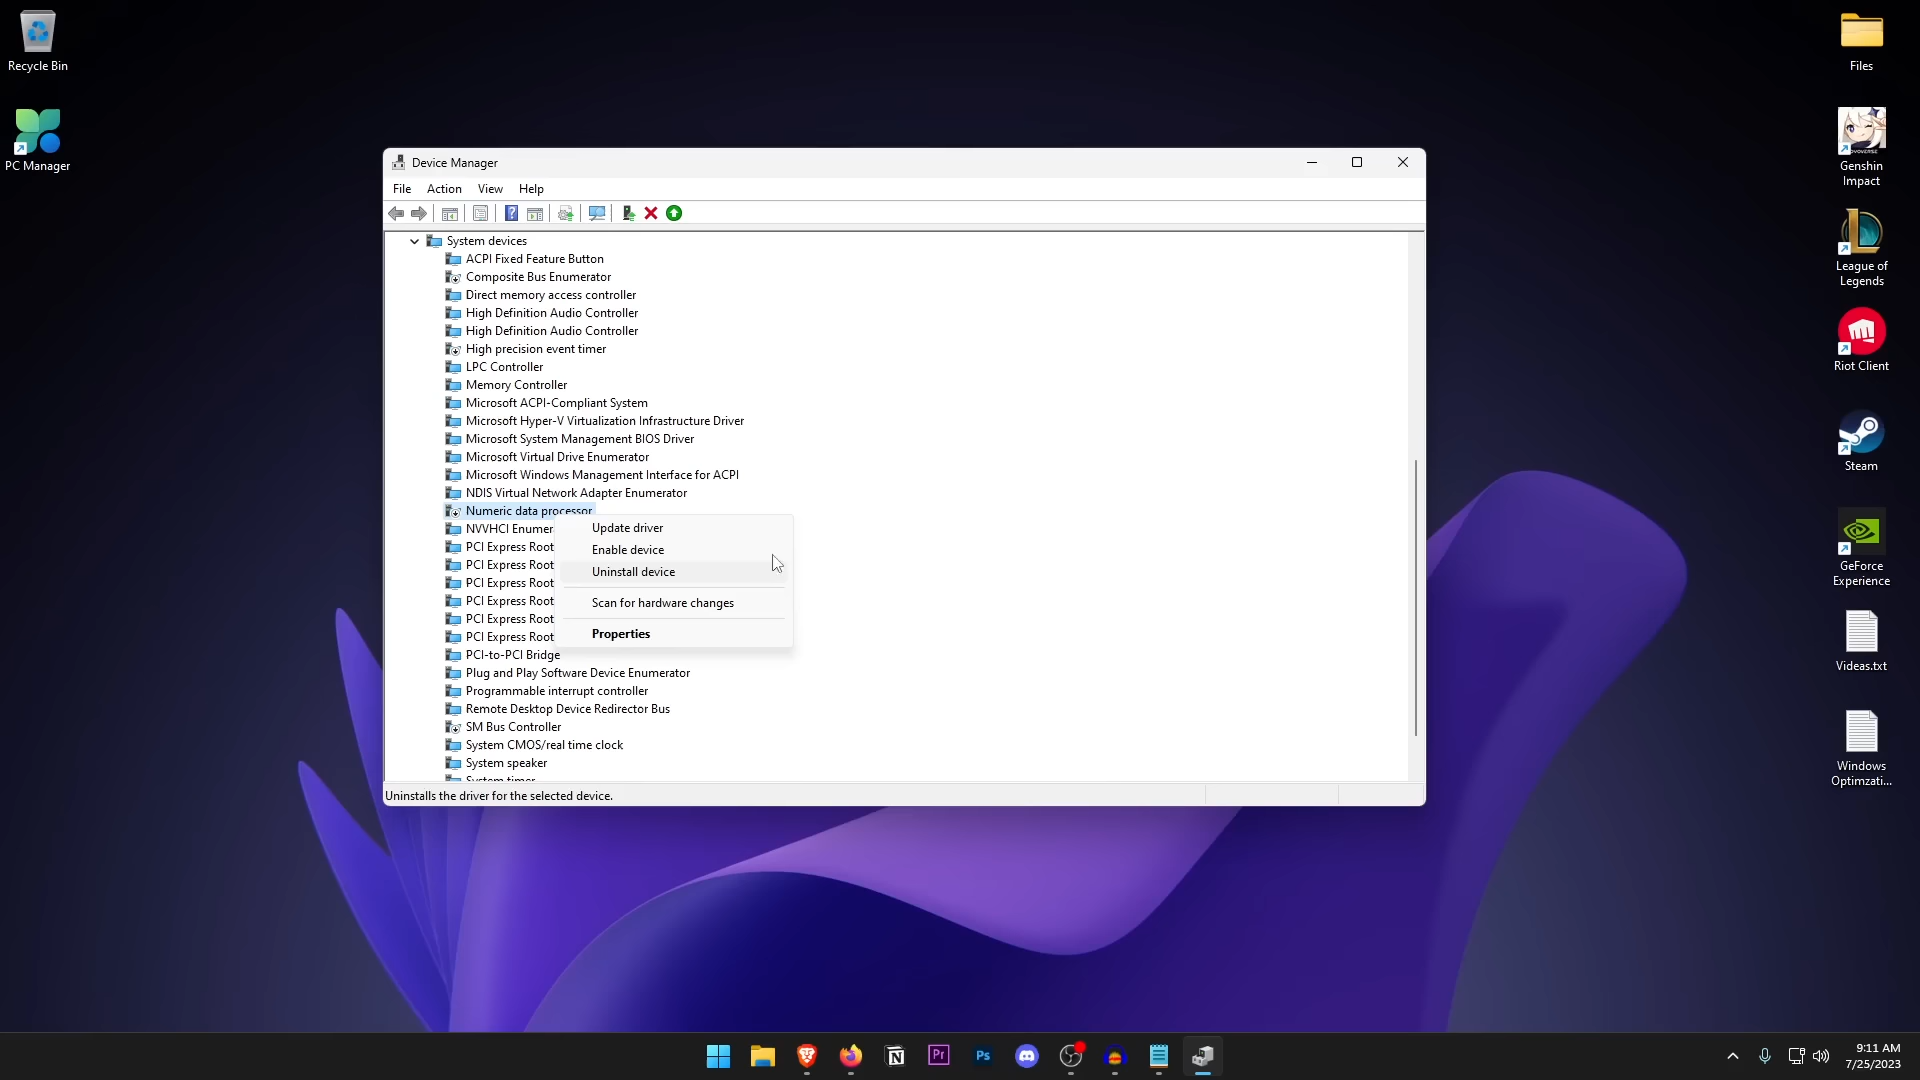 Recycle Bin
PC Manager
Files
Genshin
Impact
League of
Legends
Riot Client
Steam
GeForce
Experience
Videas.txt
Windows
Optimzati...
Device Manager
File Action View Help
System devices
ACPI Fixed Feature Button
Composite Bus Enumerator
Direct memory access controller
High Definition Audio Controller
High Definition Audio Controller
High precision event timer
LPC Controller
Memory Controller
Microsoft ACPI-Compliant System
Microsoft Hyper-V Virtualization Infrastructure Driver
Microsoft System Management BIOS Driver
Microsoft Virtual Drive Enumerator
Microsoft Windows Management Interface for ACPI
NDIS Virtual Network Adapter Enumerator
Numeric data processor
NVVHCI Enumer
PCI Express Root
PCI Express Root
PCI Express Root
PCI Express Root
PCI Express Root
PCI Express Root
PCI-to-PCI Bridge
Plug and Play Software Device Enumerator
Programmable interrupt controller
Remote Desktop Device Redirector Bus
SM Bus Controller
System CMOS/real time clock
System speaker
System timer
Update driver
Enable device
Uninstall device
Scan for hardware changes
Properties
Uninstalls the driver for the selected device.
Pr
Ps
9:11 AM
7/25/2023